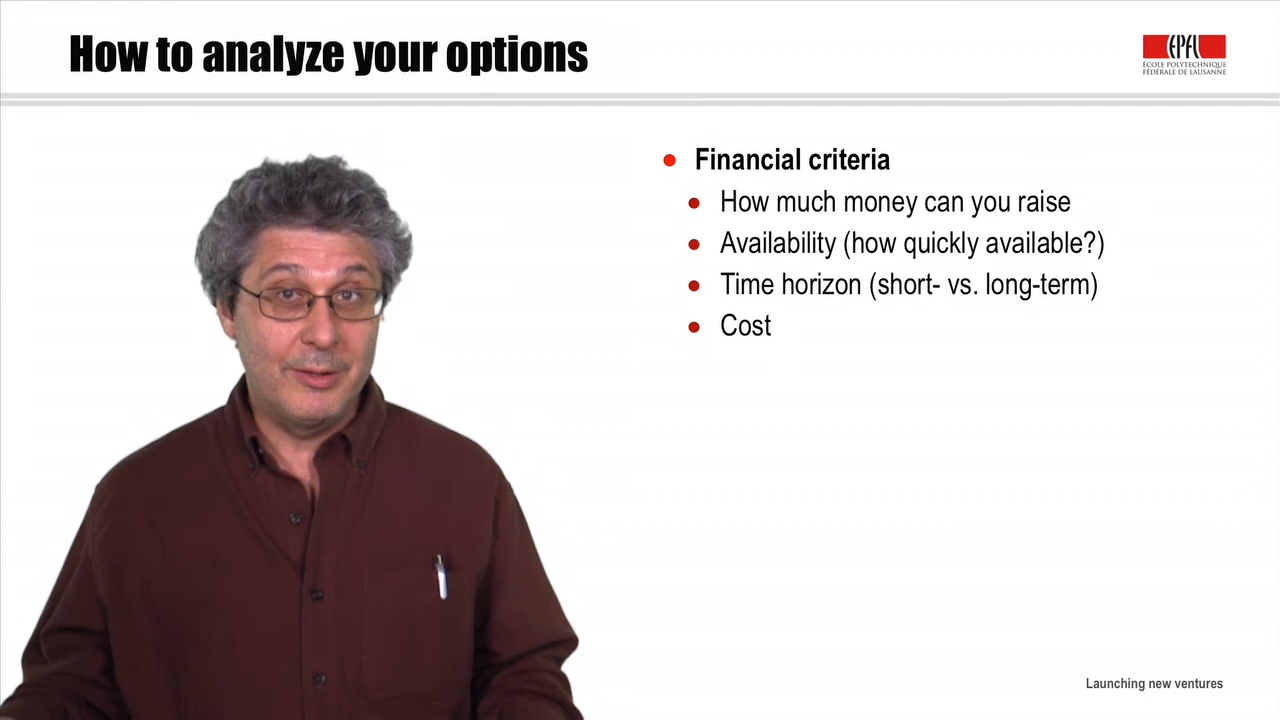 How to analyze your options
EPFL
ÉCOLE POLYTECHNIQUE
FÉDÉRALE DE LAUSANNE
Financial criteria
How much money can you raise
Availability (how quickly available?)
Time horizon (short- vs. long-term)
Cost
Launching new ventures